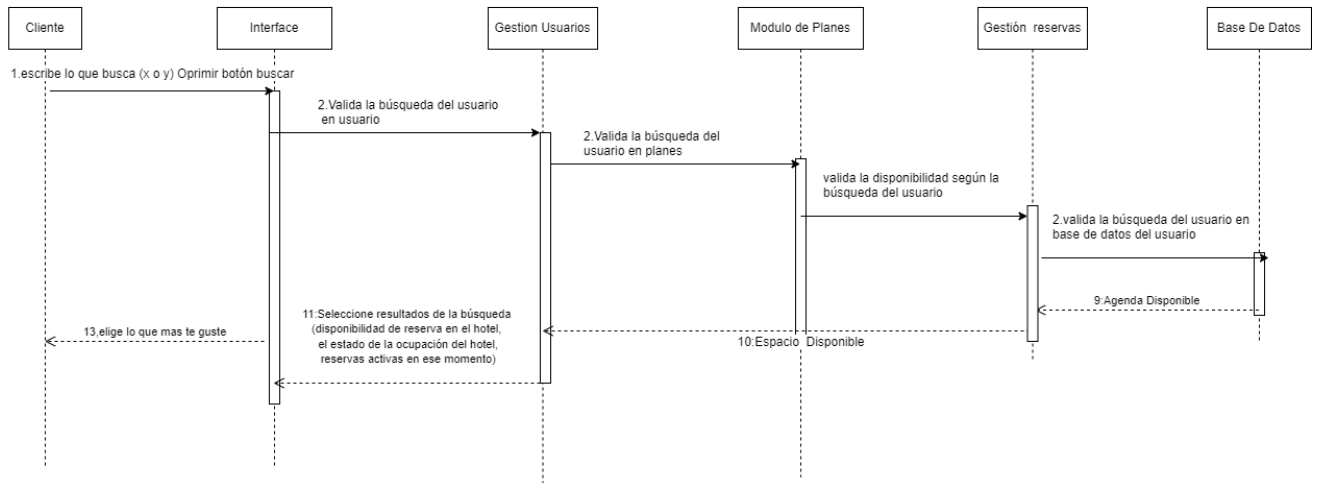 Cliente
Interface
Gestion Usuarios
Modulo de Planes
Gestión reservas
Base De Datos
1.escribe lo que busca (x o y) Oprimir botón buscar
2.Valida la búsqueda del usuario
en usuario
2.Valida la búsqueda del
usuario en planes
valida la disponibilidad según la
búsqueda del usuario
2.valida la búsqueda del usuario en
base de datos del usuario
9:Agenda Disponible
10:Espacio Disponible
11:Seleccione resultados de la búsqueda
(disponibilidad de reserva en el hotel,
el estado de la ocupación del hotel,
reservas activas en ese momento)
13,elige lo que mas te guste